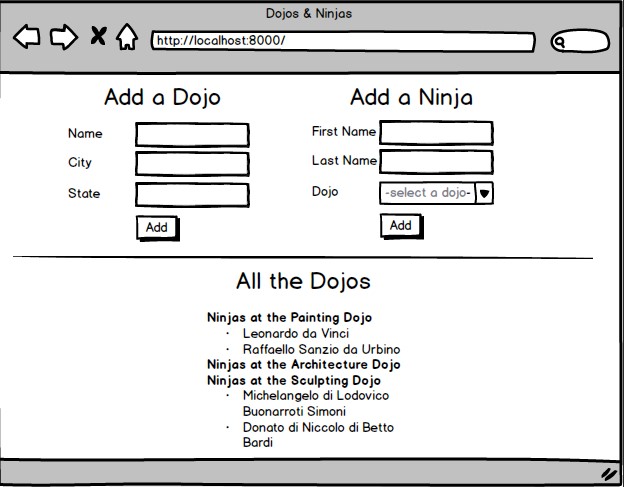 Dojos & Ninjas
http://localhost:8000/
Add a Dojo
Name
City
State
Add
Add a Ninja
First Name
Last Name
Dojo
-select a dojo-
Add
All the Dojos
Ninjas at the Painting Dojo
· Leonardo da Vinci
· Raffaello Sanzio da Urbino
Ninjas at the Architecture Dojo
Ninjas at the Sculpting Dojo
· Michelangelo di Lodovico
Buonarroti Simoni
· Donato di Niccolo di Betto
Bardi